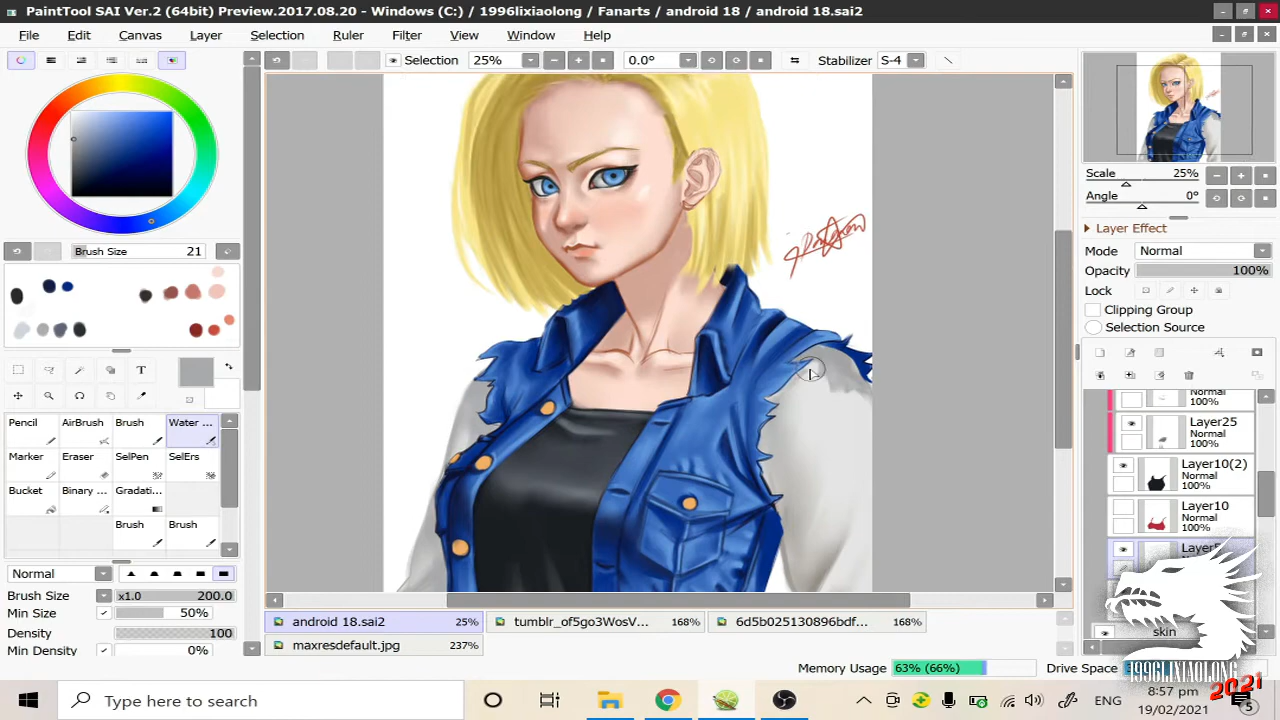 PaintTool SAI Ver.2 (64bit) Preview.2017.08.20 - Windows (C:) / 1996lixiaolong / Fanarts / android 18 / android 18.sai2
File Edit Canvas Layer Selection Ruler Filter View Window Help
Selection 25% 0.0° Stabilizer S-4
Scale 25%
Angle 0°
Brush Size 21
Layer Effect
Mode Normal
Opacity 100%
Lock
Clipping Group
Selection Source
T
Pencil AirBrush Brush Water ...
Marker Eraser SelPen SelErs
Bucket Binary ... Gradati...
Brush Brush
Normal
Brush Size x1.0 200.0
Min Size 50%
Density 100
Min Density 0%
100%
Layer25
Normal
100%
Layer10(2)
Normal
100%
Layer10
Normal
100%
skin
android 18.sai2 25% tumblr_of5go3WosV... 168% 6d5b025130896bdf... 168%
maxresdefault.jpg 237%
Memory Usage 63% (66%) Drive Space
1996LIXIAOLONG
2021
Type here to search
ENG
8:57 pm
19/02/2021
5